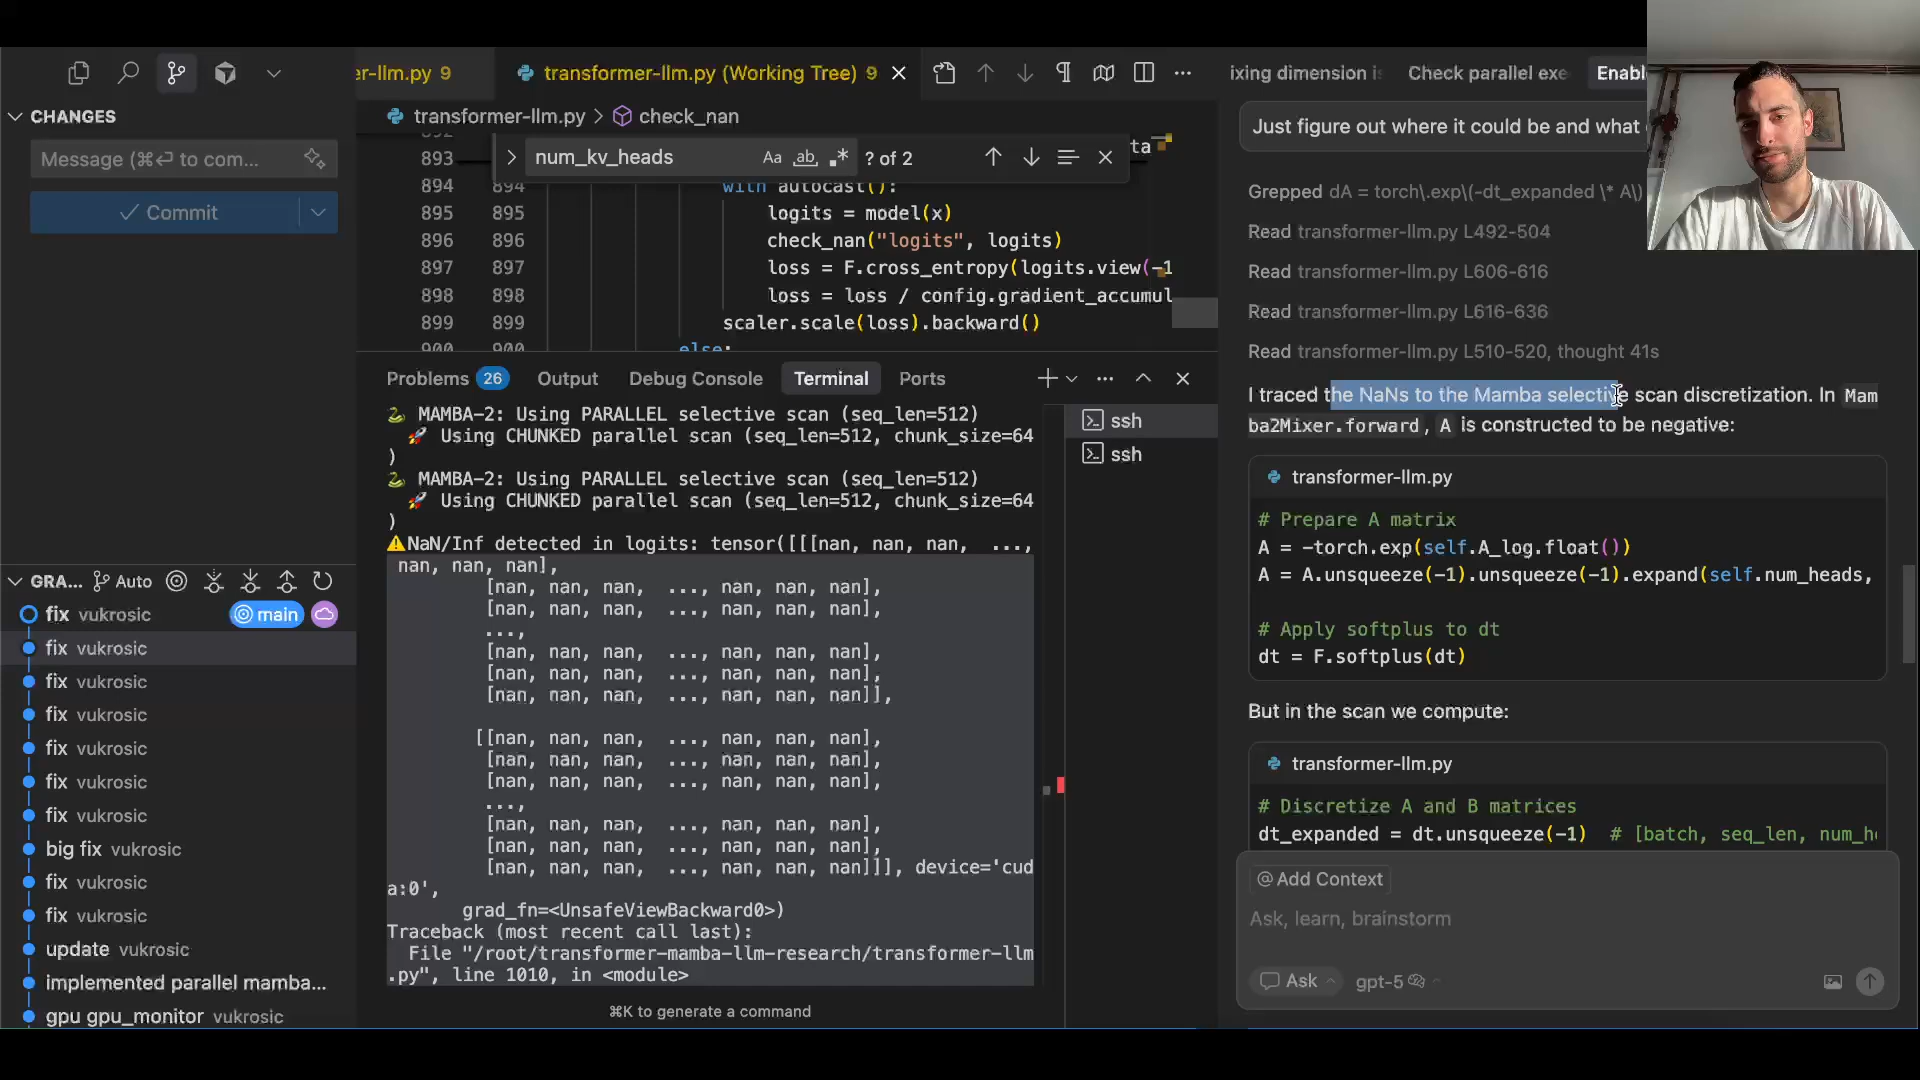 er-llm.py 9
transformer-llm.py (Working Tree) 9
ixing dimension is
Check parallel exe
Enabl
CHANGES
Message (⌘⏎ to com...
Commit
transformer-llm.py > check_nan
num_kv_heads
Aa ab .* ? of 2
893 ta
894 894 with autocast():
895 895 logits = model(x)
896 896 check_nan("logits", logits)
897 897 loss = F.cross_entropy(logits.view(-1
898 898 loss = loss / config.gradient_accumul
899 899 scaler.scale(loss).backward()
900 900 else:
Problems 26 Output Debug Console Terminal Ports
🐍 MAMBA-2: Using PARALLEL selective scan (seq_len=512)
🚀 Using CHUNKED parallel scan (seq_len=512, chunk_size=64
)
🐍 MAMBA-2: Using PARALLEL selective scan (seq_len=512)
🚀 Using CHUNKED parallel scan (seq_len=512, chunk_size=64
)
⚠️NaN/Inf detected in logits: tensor([[[nan, nan, nan, ...,
nan, nan, nan],
[nan, nan, nan, ..., nan, nan, nan],
[nan, nan, nan, ..., nan, nan, nan],
...,
[nan, nan, nan, ..., nan, nan, nan],
[nan, nan, nan, ..., nan, nan, nan],
[nan, nan, nan, ..., nan, nan, nan]],
[[nan, nan, nan, ..., nan, nan, nan],
[nan, nan, nan, ..., nan, nan, nan],
[nan, nan, nan, ..., nan, nan, nan],
...,
[nan, nan, nan, ..., nan, nan, nan],
[nan, nan, nan, ..., nan, nan, nan],
[nan, nan, nan, ..., nan, nan, nan]]], device='cud
a:0',
grad_fn=<UnsafeViewBackward0>)
Traceback (most recent call last):
File "/root/transformer-mamba-llm-research/transformer-llm
.py", line 1010, in <module>
⌘K to generate a command
ssh
ssh
GRA... Auto
fix vukrosic main
fix vukrosic
fix vukrosic
fix vukrosic
fix vukrosic
fix vukrosic
fix vukrosic
big fix vukrosic
fix vukrosic
fix vukrosic
update vukrosic
implemented parallel mamba...
gpu gpu_monitor vukrosic
Just figure out where it could be and what
Grepped dA = torch\.exp\(-dt_expanded \* A\)
Read transformer-llm.py L492-504
Read transformer-llm.py L606-616
Read transformer-llm.py L616-636
Read transformer-llm.py L510-520, thought 41s
I traced the NaNs to the Mamba selective scan discretization. In Mam
ba2Mixer.forward, A is constructed to be negative:
transformer-llm.py
# Prepare A matrix
A = -torch.exp(self.A_log.float())
A = A.unsqueeze(-1).unsqueeze(-1).expand(self.num_heads,
# Apply softplus to dt
dt = F.softplus(dt)
But in the scan we compute:
transformer-llm.py
# Discretize A and B matrices
dt_expanded = dt.unsqueeze(-1) # [batch, seq_len, num_h
@ Add Context
Ask, learn, brainstorm
Ask gpt-5